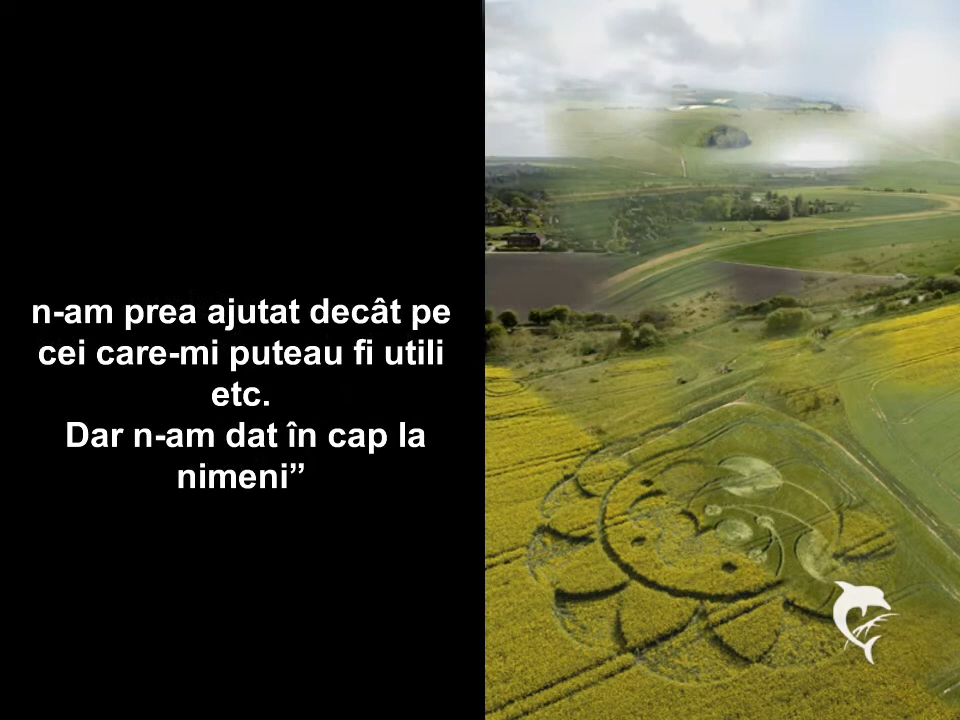 n-am prea ajutat decât pe
cei care-mi puteau fi utili
etc.
Dar n-am dat în cap la
nimeni”